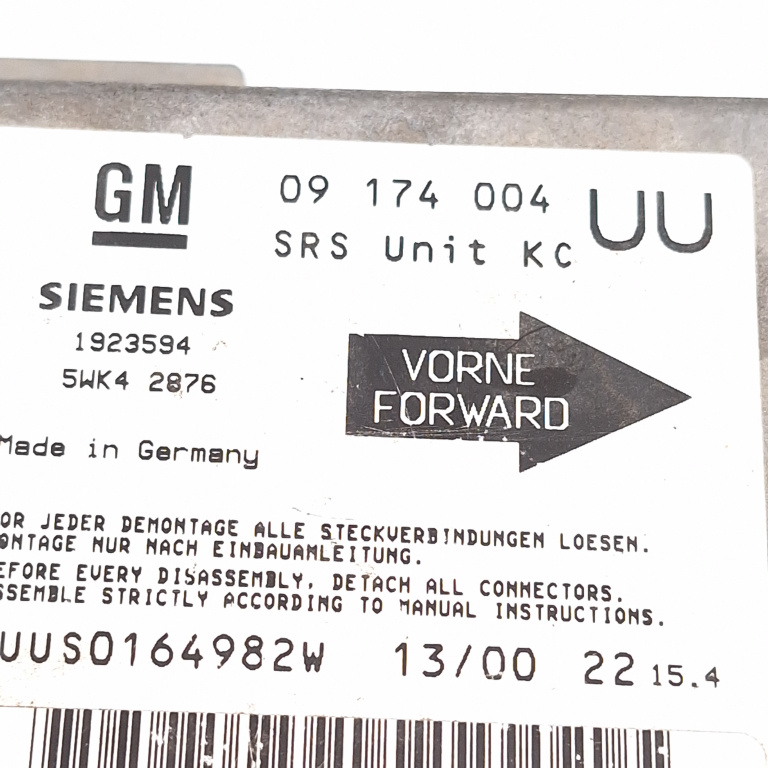 GM
09 174 004 UU
SRS Unit KC
SIEMENS
1923594
5WK4 2876
VORNE
FORWARD
Made in Germany
OR JEDER DEMONTAGE ALLE STECKVERBINDUNGEN LOESEN.
ONTAGE NUR NACH EINBAUANLEITUNG.
EFORE EVERY DISASSEMBLY, DETACH ALL CONNECTORS.
SSEMBLE STRICTLY ACCORDING TO MANUAL INSTRUCTIONS.
UUS0164982W 13/00 22 15.4